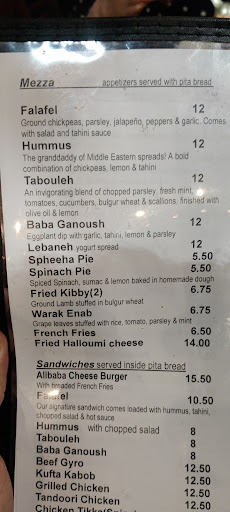 Mezza appetizers served with pita bread
Falafel 12
Ground chickpeas, parsley, jalapeño, peppers & garlic. Comes
with salad and tahini sauce
Hummus 12
The granddaddy of Middle Eastern spreads! A bold
combination of chickpeas, lemon & tahini
Tabouleh 12
An invigorating blend of chopped parsley, fresh mint,
tomatoes, cucumbers, bulgur wheat & scallions, finished with
olive oil & lemon
Baba Ganoush 12
Eggplant dip with garlic, tahini, lemon & parsley
Lebaneh yogurt spread 12
Spheeha Pie 5.50
Spinach Pie 5.50
Spiced Spinach, sumac & lemon baked in homemade dough
Fried Kibby(2) 6.75
Ground Lamb stuffed in bulgur wheat
Warak Enab 6.75
Grape leaves stuffed with rice, tomato, parsley & mint
French Fries 6.50
Fried Halloumi cheese 14.00
Sandwiches served inside pita bread
Alibaba Cheese Burger 15.50
With breaded French Fries
Falafel 10.50
Our signature sandwich comes loaded with hummus, tahini,
chopped salad & hot sauce
Hummus with chopped salad 8
Tabouleh 8
Baba Ganoush 8
Beef Gyro 12.50
Kufta Kabob 12.50
Grilled Chicken 12.50
Tandoori Chicken 12.50
Chicken Tikka 12.50